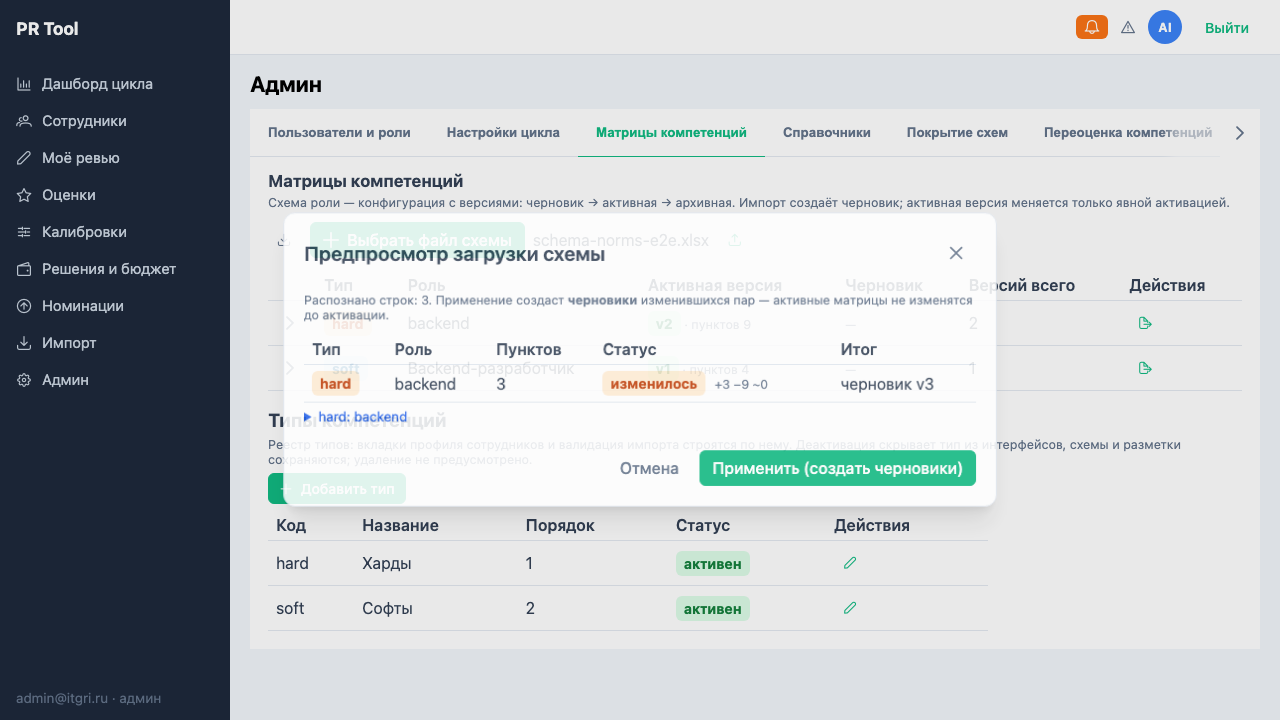 PR Tool
AI
Выйти
Дашборд цикла
Сотрудники
Моё ревью
Оценки
Калибровки
Решения и бюджет
Номинации
Импорт
Админ
admin@itgri.ru · админ
Админ
Пользователи и роли
Настройки цикла
Матрицы компетенций
Справочники
Покрытие схем
Переоценка компетенций
Матрицы компетенций
Схема роли — конфигурация с версиями: черновик → активная → архивная. Импорт создаёт черновик; активная версия меняется только явной активацией.
Выбрать файл схемы schema-norms-e2e.xlsx
Тип Роль Активная версия Черновик Версий всего Действия
hard backend v2 · пунктов 9 — 2
soft Backend-разработчик v1 · пунктов 4 — 1
Предпросмотр загрузки схемы
Распознано строк: 3. Применение создаст черновики изменившихся пар — активные матрицы не изменятся
до активации.
Тип Роль Пунктов Статус Итог
hard backend 3 изменилось +3 −9 ~0 черновик v3
hard: backend
Отмена
Применить (создать черновики)
Типы компетенций
Реестр типов: вкладки профиля сотрудников и валидация импорта строятся по нему. Деактивация скрывает тип из интерфейсов, схемы и разметки
сохраняются; удаление не предусмотрено.
Добавить тип
Код Название Порядок Статус Действия
hard Харды 1 активен
soft Софты 2 активен